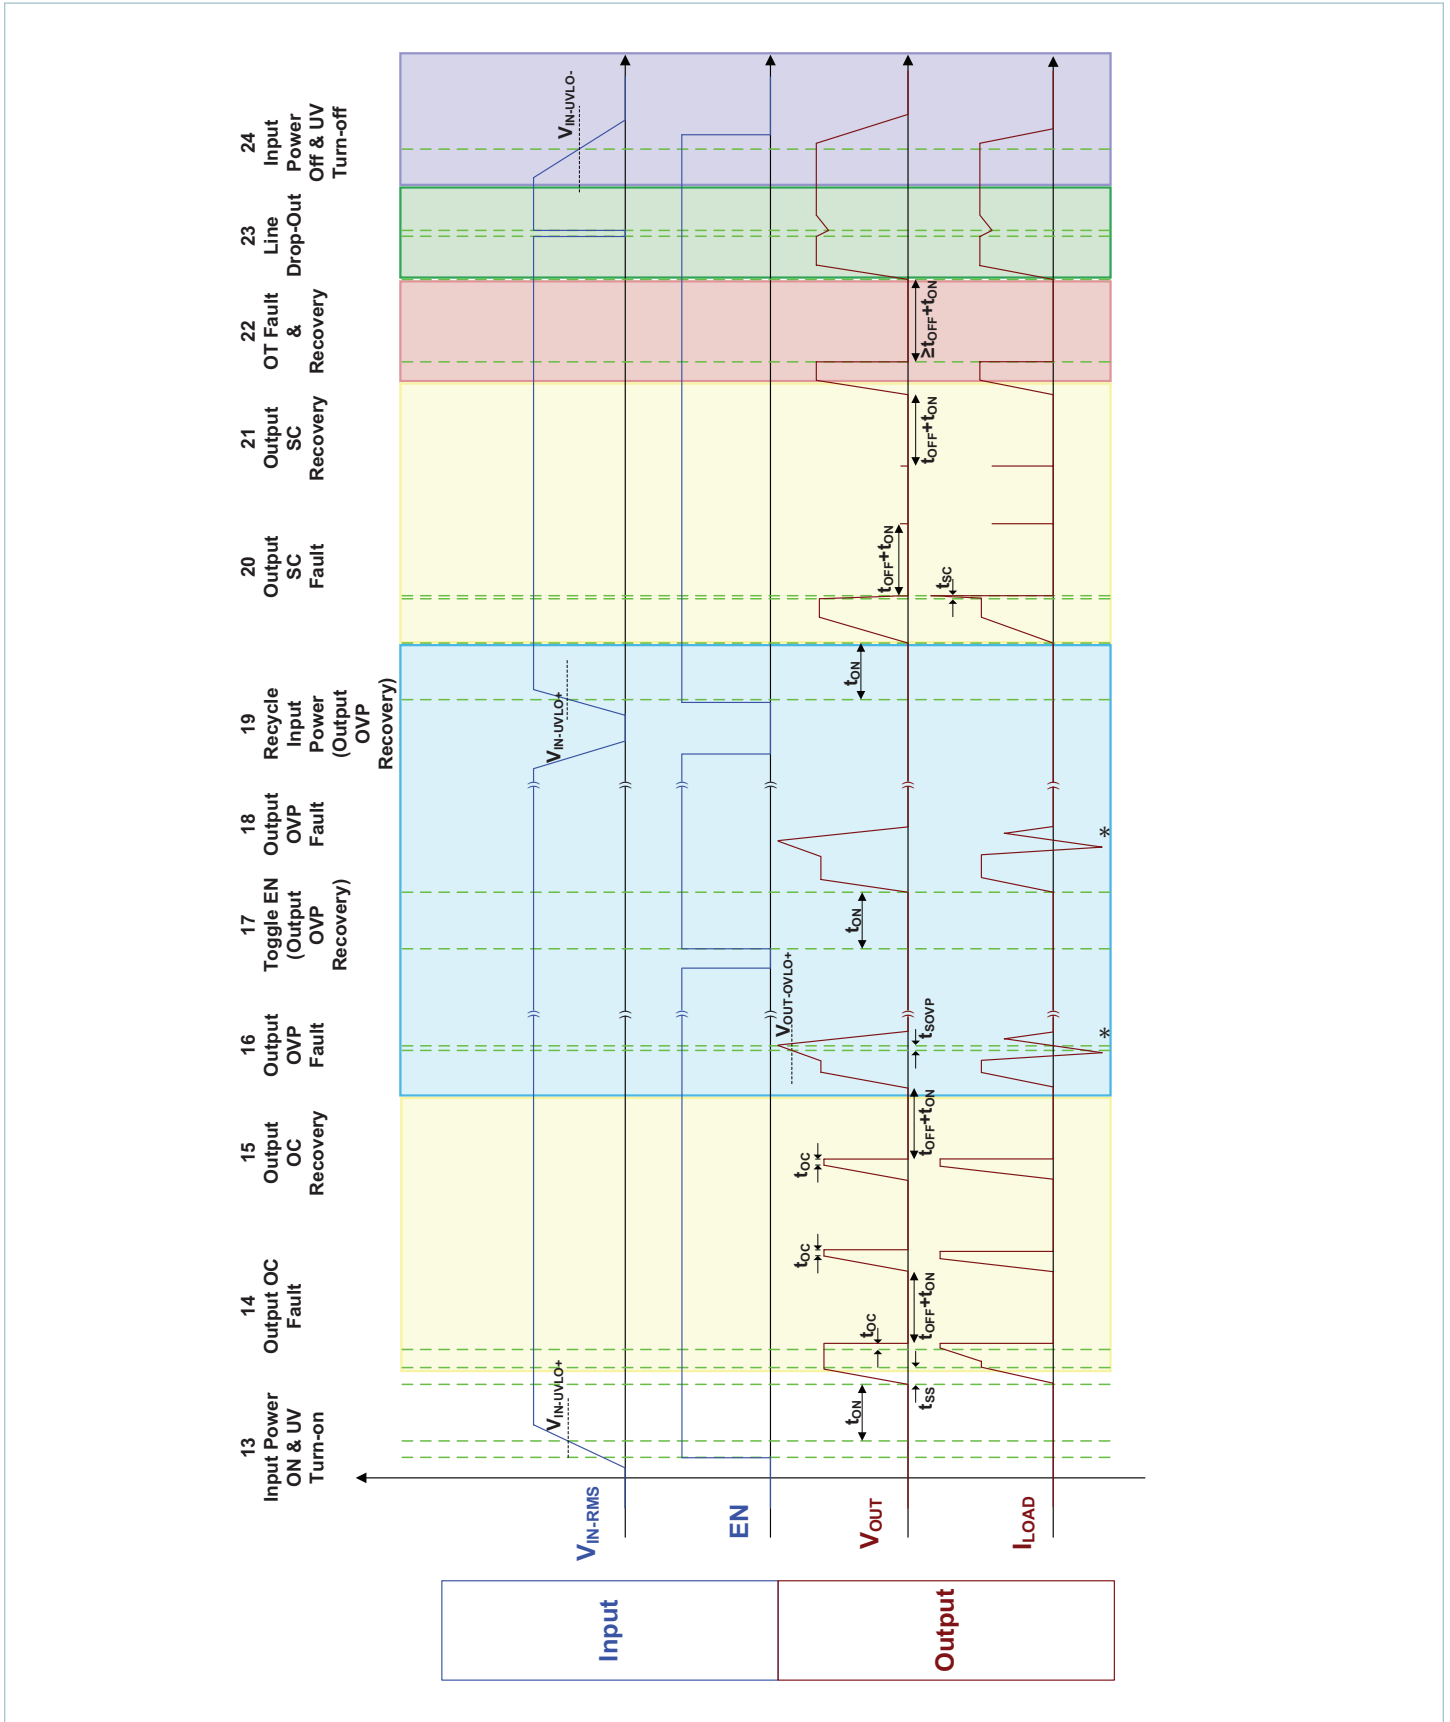 13
Input Power
ON & UV
Turn-on
14
Output OC
Fault
15
Output
OC
Recovery
16
Output
OVP
Fault
17
Toggle EN
(Output
OVP
Recovery)
18
Output
OVP
Fault
19
Recycle
Input
Power
(Output
OVP
Recovery)
20
Output
SC
Fault
21
Output
SC
Recovery
22
OT Fault
&
Recovery
23
Line
Drop-Out
24
Input
Power
Off & UV
Turn-off
Input
VIN-RMS
VIN-UVLO+
VIN-UVLO+
VIN-UVLO-
EN
Output
VOUT
tON
tSS
tOC
tOFF+tON
tOC
tOC
tOFF+tON
VOUT-OVLO+
tSOVP
tON
tON
tOFF+tON
tOFF+tON
≥tOFF+tON
ILOAD
*
*
tSC